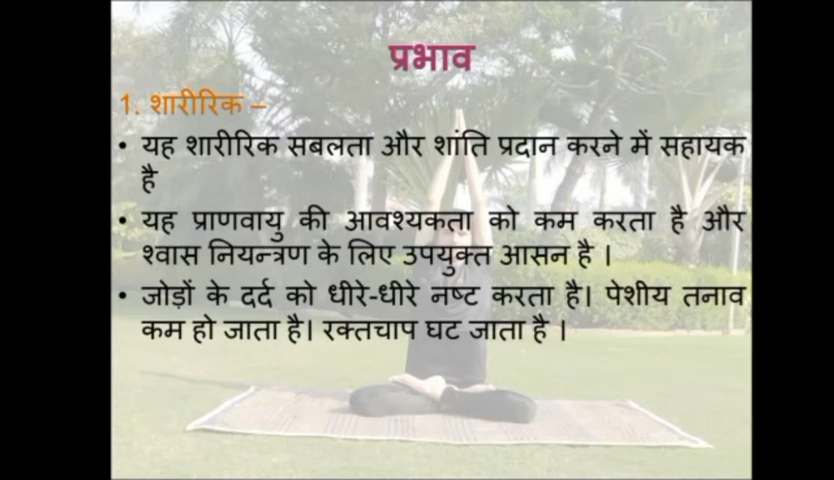 प्रभाव
1. शारीरिक –
• यह शारीरिक सबलता और शांति प्रदान करने में सहायक
है
• यह प्राणवायु की आवश्यकता को कम करता है और
श्वास नियन्त्रण के लिए उपयुक्त आसन है ।
• जोड़ों के दर्द को धीरे-धीरे नष्ट करता है। पेशीय तनाव
कम हो जाता है। रक्तचाप घट जाता है ।